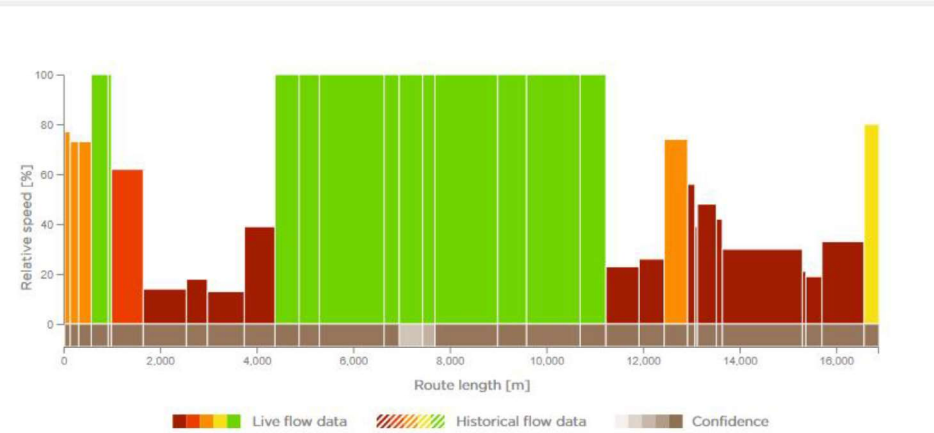 100
80
60
40
20
0
Relative speed [%]
0 2,000 4,000 6,000 8,000 10,000 12,000 14,000 16,000
Route length [m]
Live flow data Historical flow data Confidence